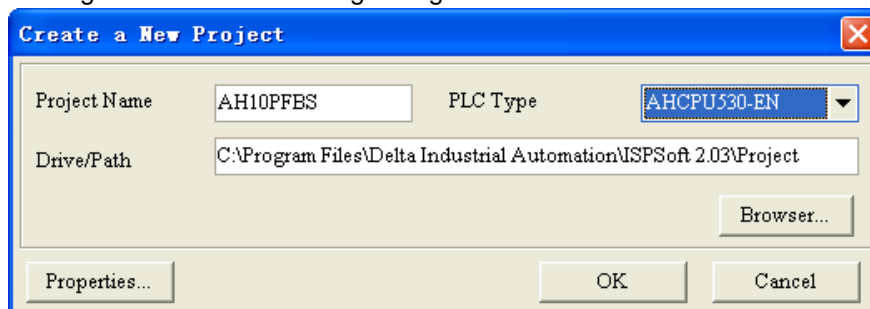 Create a New Project
Project Name AH10PFBS PLC Type AHCPU530-EN
Drive/Path C:\Program Files\Delta Industrial Automation\ISPSoft 2.03\Project
Browser...
Properties... OK Cancel